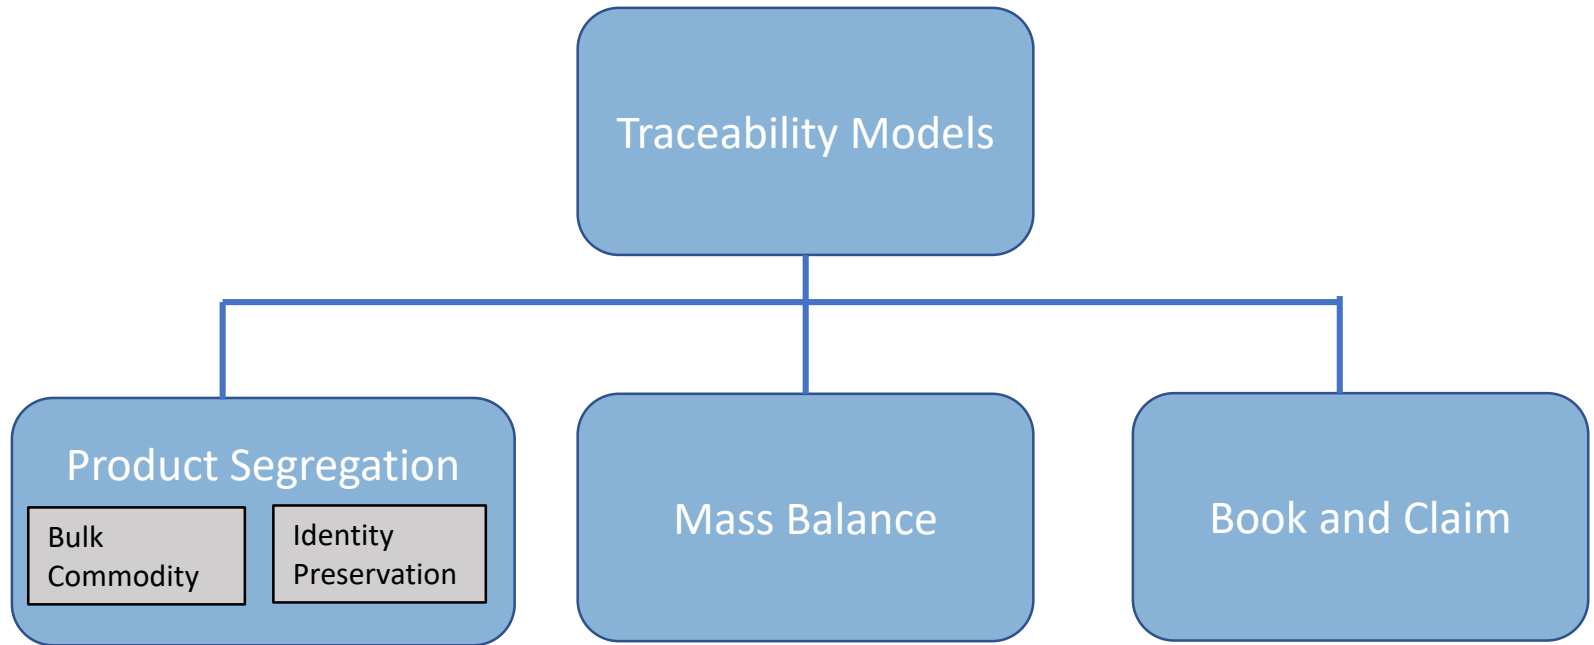 Traceability Models
Product Segregation
Bulk
Commodity
Identity
Preservation
Mass Balance
Book and Claim